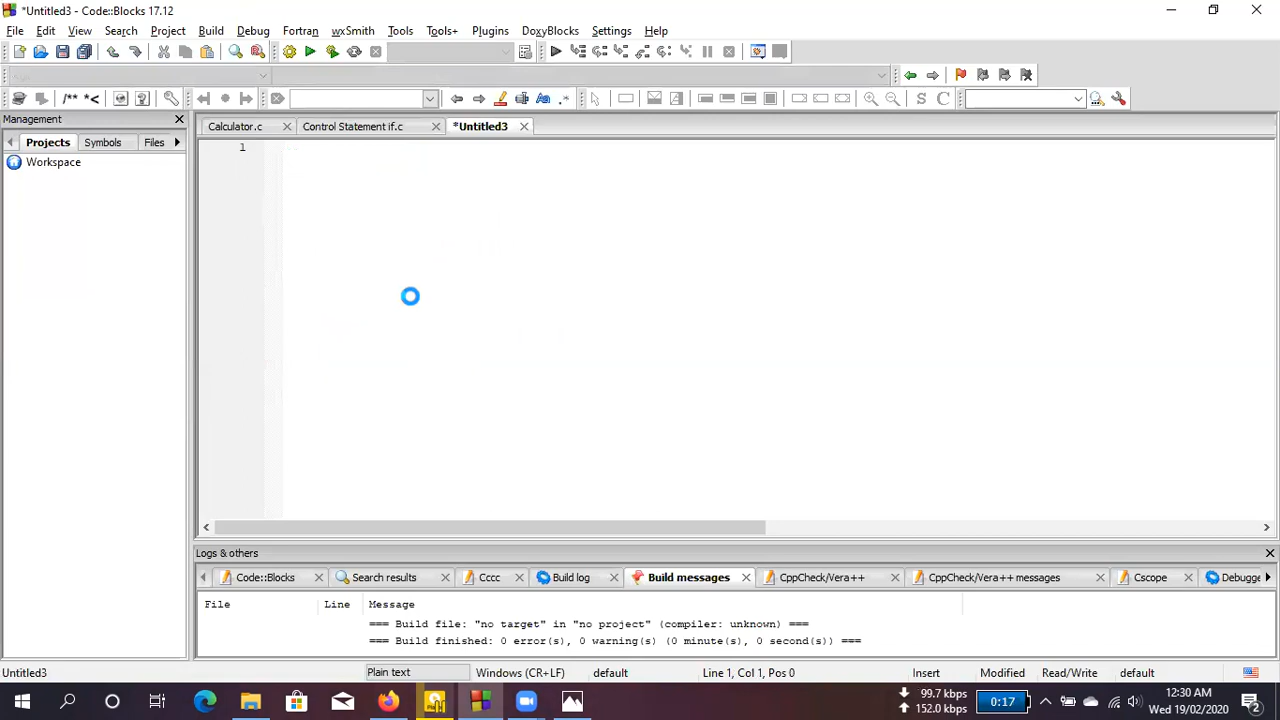 *Untitled3 - Code::Blocks 17.12
File Edit View Search Project Build Debug Fortran wxSmith Tools Tools+ Plugins DoxyBlocks Settings Help
/** *<
S C
Management
Calculator.c Control Statement if.c *Untitled3
Projects Symbols Files
1
Workspace
Logs & others
Code::Blocks Search results Cccc Build log Build messages CppCheck/Vera++ CppCheck/Vera++ messages Cscope Debugge
File Line Message
=== Build file: "no target" in "no project" (compiler: unknown) ===
=== Build finished: 0 error(s), 0 warning(s) (0 minute(s), 0 second(s)) ===
Untitled3 Plain text Windows (CR+LF) default Line 1, Col 1, Pos 0 Insert Modified Read/Write default
99.7 kbps
152.0 kbps
0:17
12:30 AM
Wed 19/02/2020
2